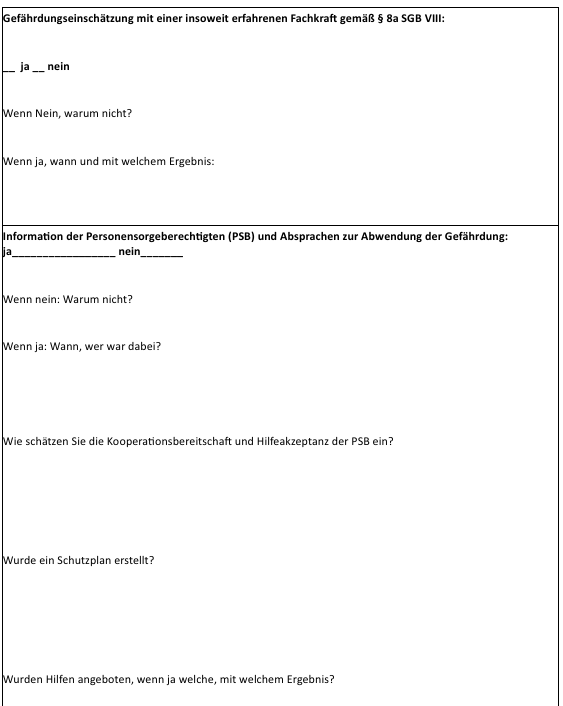 Gefährdungseinschätzung mit einer insoweit erfahrenen Fachkraft gemäß § 8a SGB VIII:
__ ja __ nein
Wenn Nein, warum nicht?
Wenn ja, wann und mit welchem Ergebnis:
Information der Personensorgeberechtigten (PSB) und Absprachen zur Abwendung der Gefährdung:
ja_________________ nein_______
Wenn nein: Warum nicht?
Wenn ja: Wann, wer war dabei?
Wie schätzen Sie die Kooperationsbereitschaft und Hilfeakzeptanz der PSB ein?
Wurde ein Schutzplan erstellt?
Wurden Hilfen angeboten, wenn ja welche, mit welchem Ergebnis?